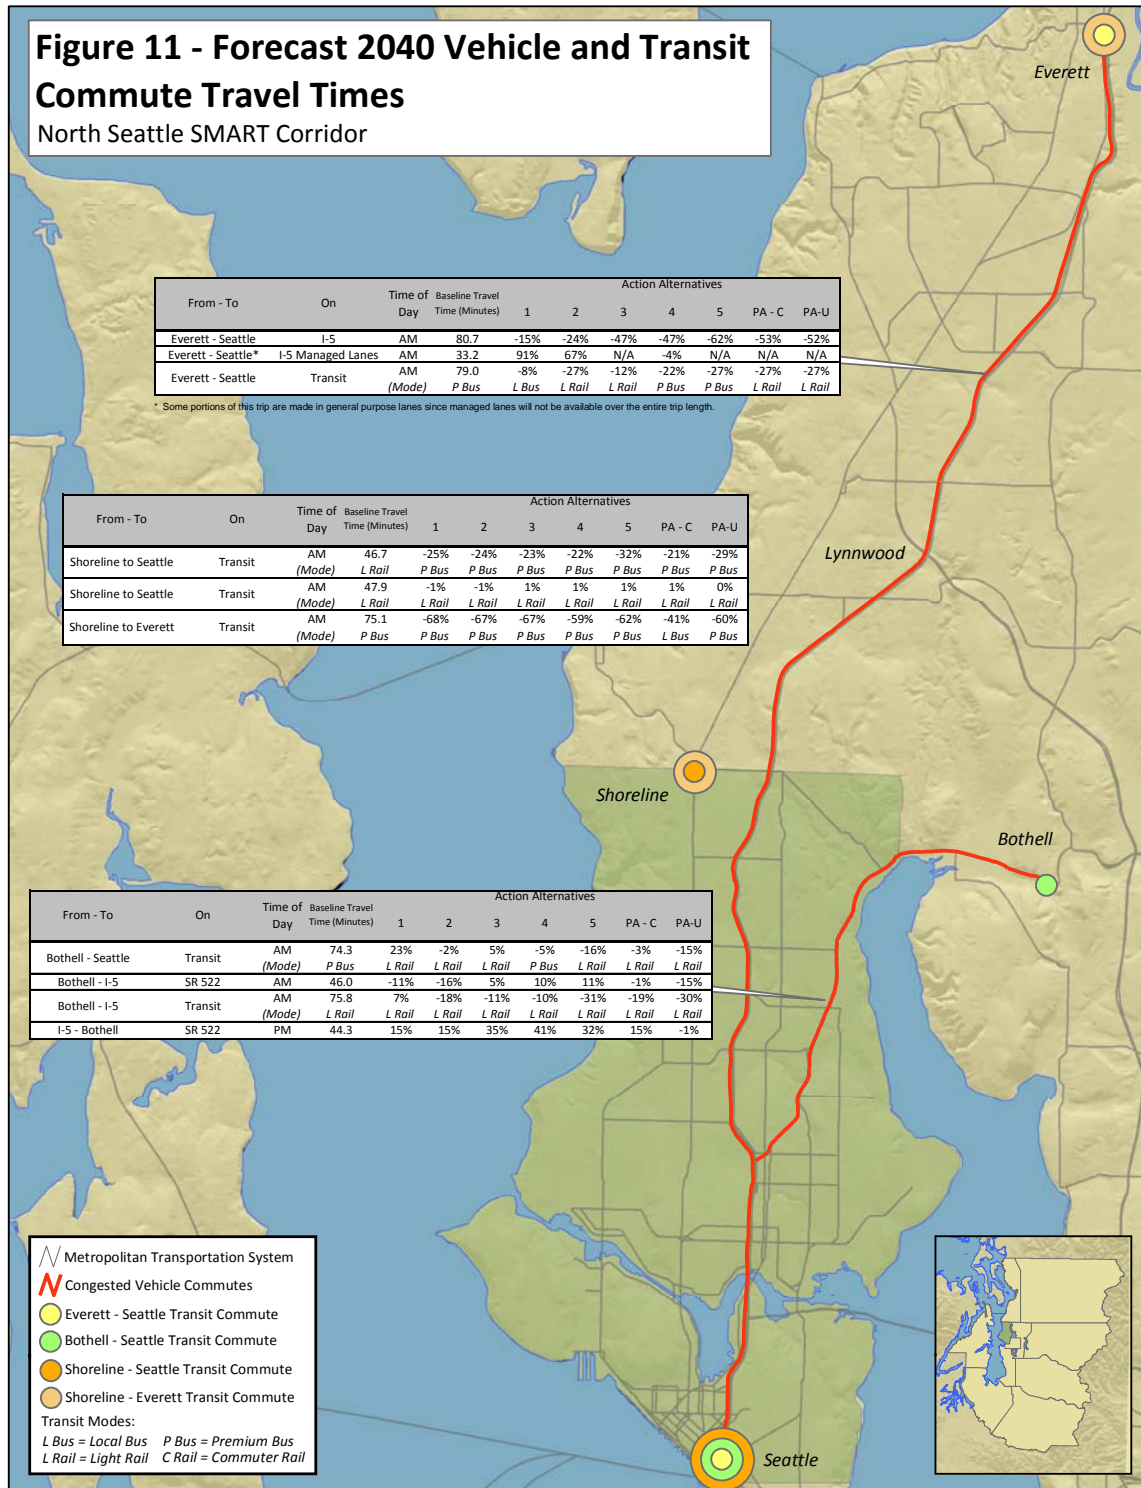 Figure 11 - Forecast 2040 Vehicle and Transit
Commute Travel Times
North Seattle SMART Corridor
Everett
Action Alternatives
From - To On Time of Day Baseline Travel Time (Minutes) 1 2 3 4 5 PA - C PA-U
Everett - Seattle I-5 AM 80.7 -15% -24% -47% -47% -62% -53% -52%
Everett - Seattle* I-5 Managed Lanes AM 33.2 91% 67% N/A -4% N/A N/A N/A
Everett - Seattle Transit AM 79.0 -8% -27% -12% -22% -27% -27% -27%
(Mode) P Bus L Bus L Rail L Rail P Bus P Bus L Rail L Rail
* Some portions of this trip are made in general purpose lanes since managed lanes will not be available over the entire trip length.
Action Alternatives
From - To On Time of Day Baseline Travel Time (Minutes) 1 2 3 4 5 PA - C PA-U
Shoreline to Seattle Transit AM 46.7 -25% -24% -23% -22% -32% -21% -29%
(Mode) L Rail P Bus P Bus P Bus P Bus P Bus P Bus P Bus
Shoreline to Seattle Transit AM 47.9 -1% -1% 1% 1% 1% 1% 0%
(Mode) L Rail L Rail L Rail L Rail L Rail L Rail L Rail L Rail
Shoreline to Everett Transit AM 75.1 -68% -67% -67% -59% -62% -41% -60%
(Mode) P Bus P Bus P Bus P Bus P Bus P Bus L Bus P Bus
Lynnwood
Shoreline
Bothell
Action Alternatives
From - To On Time of Day Baseline Travel Time (Minutes) 1 2 3 4 5 PA - C PA-U
Bothell - Seattle Transit AM 74.3 23% -2% 5% -5% -16% -3% -15%
(Mode) P Bus L Rail L Rail L Rail P Bus L Rail L Rail L Rail
Bothell - I-5 SR 522 AM 46.0 -11% -16% 5% 10% 11% -1% -15%
Bothell - I-5 Transit AM 75.8 7% -18% -11% -10% -31% -19% -30%
(Mode) L Rail L Rail L Rail L Rail L Rail L Rail L Rail L Rail
I-5 - Bothell SR 522 PM 44.3 15% 15% 35% 41% 32% 15% -1%
Metropolitan Transportation System
Congested Vehicle Commutes
Everett - Seattle Transit Commute
Bothell - Seattle Transit Commute
Shoreline - Seattle Transit Commute
Shoreline - Everett Transit Commute
Transit Modes:
L Bus = Local Bus P Bus = Premium Bus
L Rail = Light Rail C Rail = Commuter Rail
Seattle